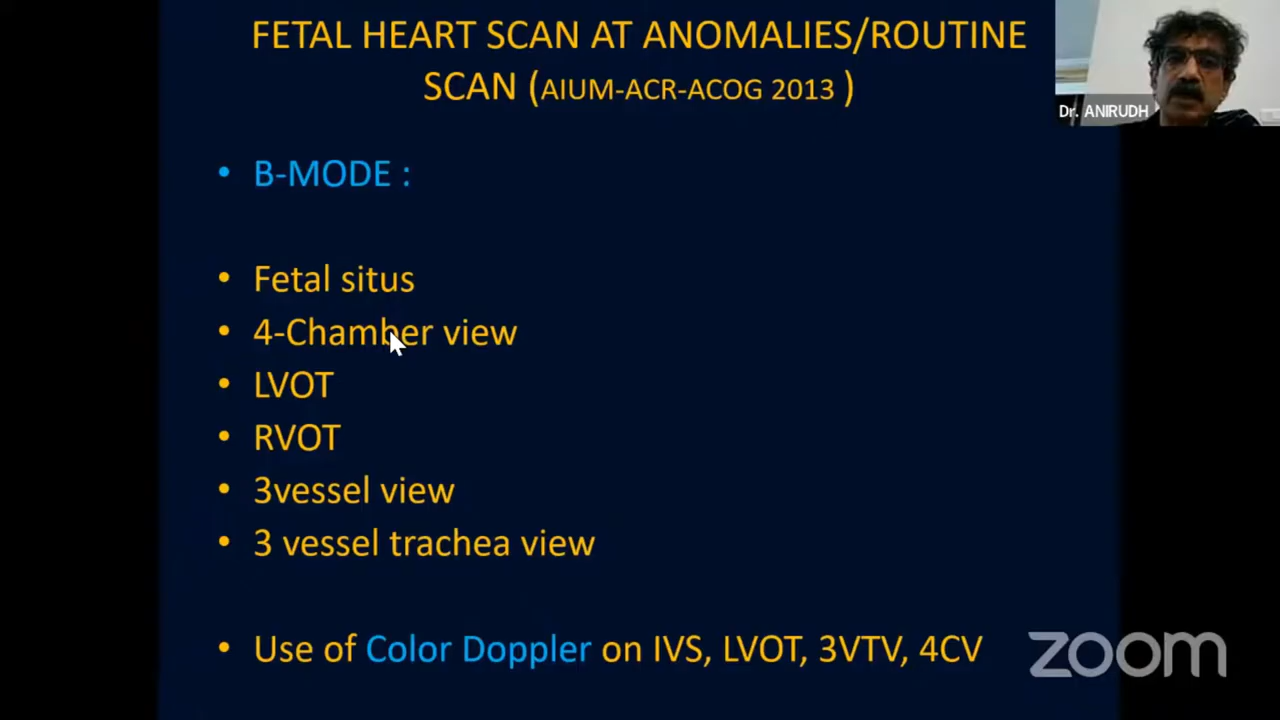 FETAL HEART SCAN AT ANOMALIES/ROUTINE
SCAN (AIUM-ACR-ACOG 2013 )
Dr. ANIRUDH
• B-MODE :
• Fetal situs
• 4-Chamber view
• LVOT
• RVOT
• 3vessel view
• 3 vessel trachea view
• Use of Color Doppler on IVS, LVOT, 3VTV, 4CV
zoom